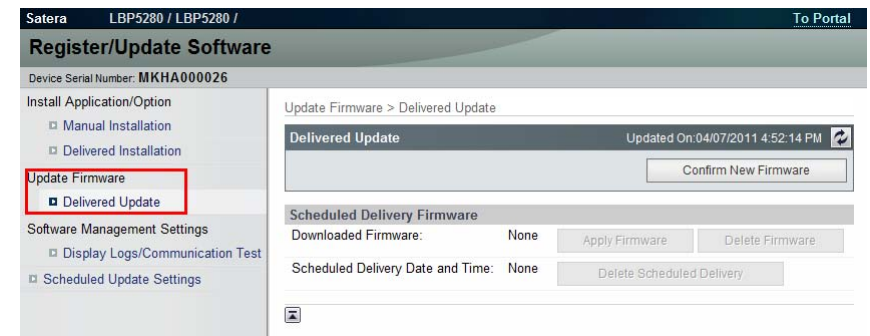 Satera LBP5280 / LBP5280 / To Portal
Register/Update Software
Device Serial Number: MKHA000026
Install Application/Option
Manual Installation
Delivered Installation
Update Firmware
Delivered Update
Software Management Settings
Display Logs/Communication Test
Scheduled Update Settings
Update Firmware > Delivered Update
Delivered Update Updated On:04/07/2011 4:52:14 PM
Confirm New Firmware
Scheduled Delivery Firmware
Downloaded Firmware: None Apply Firmware Delete Firmware
Scheduled Delivery Date and Time: None Delete Scheduled Delivery